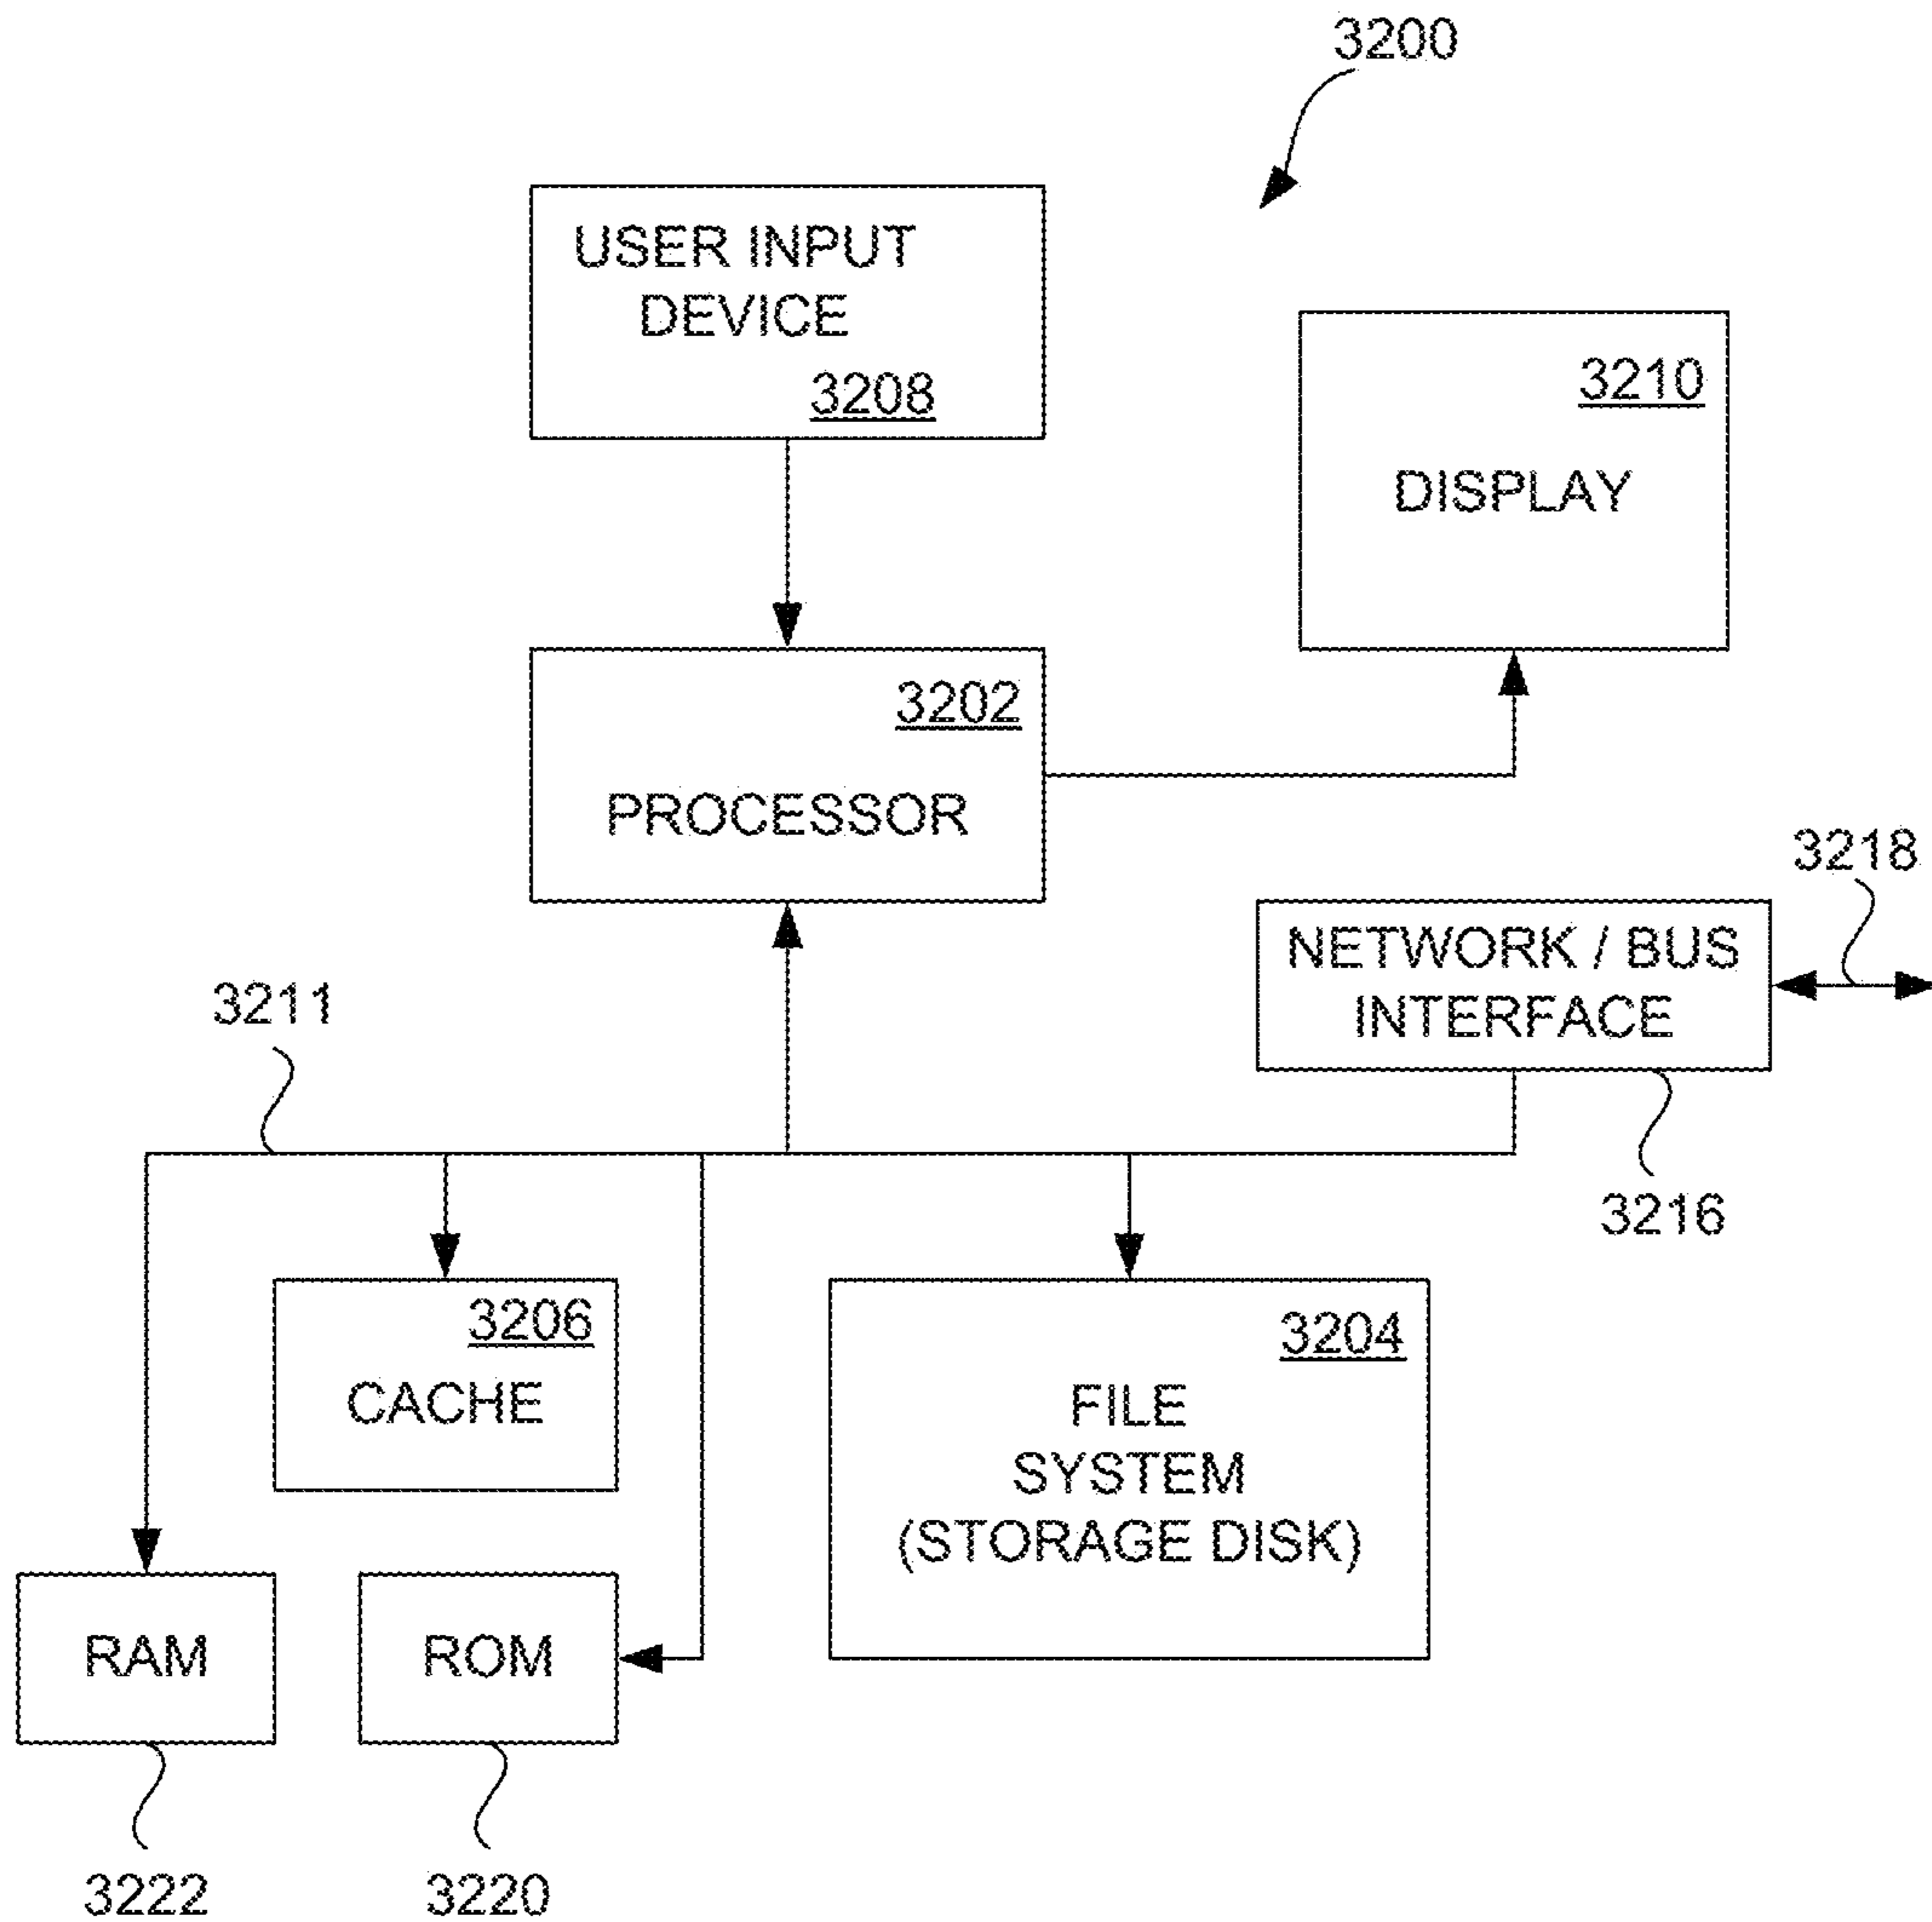 3200
USER INPUT
DEVICE
3208
3210
DISPLAY
3202
PROCESSOR
3218
NETWORK / BUS
INTERFACE
3211
3216
3206
CACHE
3204
FILE
SYSTEM
(STORAGE DISK)
RAM
ROM
3222
3220